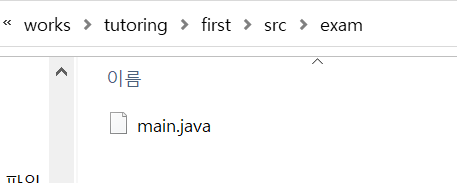 « works > tutoring > first > src > exam
이름
main.java